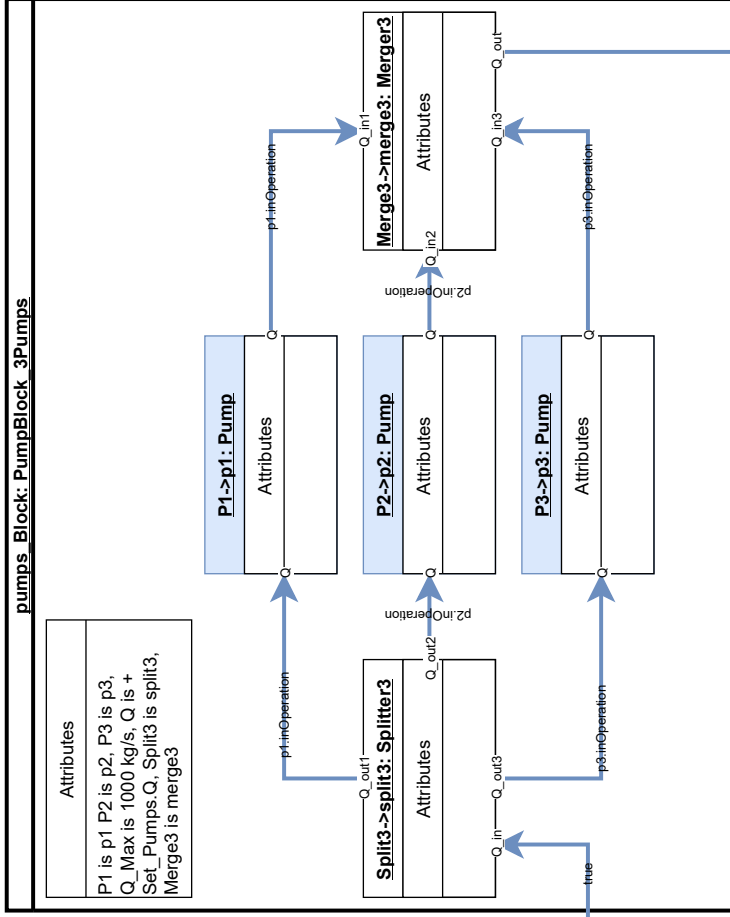 pumps_Block: PumpBlock_3Pumps
Attributes
P1 is p1 P2 is p2, P3 is p3,
Q_Max is 1000 kg/s, Q is +
Set_Pumps.Q, Split3 is split3,
Merge3 is merge3
true
Q_in
Split3->split3: Splitter3
Attributes
Q_out1
Q_out2
Q_out3
p1.inOperation
p2.inOperation
p3.inOperation
Q
P1->p1: Pump
Attributes
Q
Q
P2->p2: Pump
Attributes
Q
Q
P3->p3: Pump
Attributes
Q
p1.inOperation
p2.inOperation
p3.inOperation
Q_in1
Q_in2
Q_in3
Merge3->merge3: Merger3
Attributes
Q_out